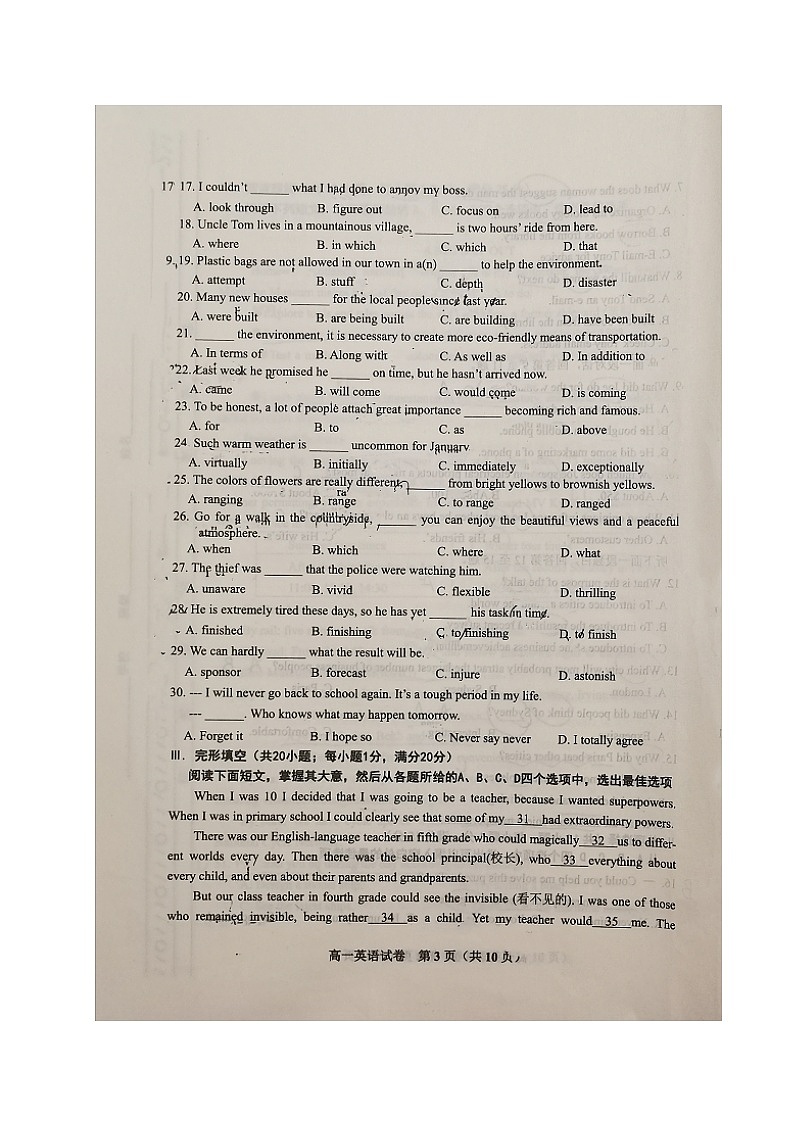 17 17. I couldn't ______ what I had done to annoy my boss.
A. look through B. figure out C. focus on D. lead to
18. Uncle Tom lives in a mountainous village, ______ is two hours' ride from here.
A. where B. in which C. which D. that
9. 19. Plastic bags are not allowed in our town in a(n) ______ to help the environment.
A. attempt B. stuff C. depth D. disaster
20. Many new houses ______ for the local people since last year.
A. were built B. are being built C. are building D. have been built
21. ______ the environment, it is necessary to create more eco-friendly means of transportation.
A. In terms of B. Along with C. As well as D. In addition to
22. Last week he promised he ______ on time, but he hasn't arrived now.
A. came B. will come C. would come D. is coming
23. To be honest, a lot of people attach great importance ______ becoming rich and famous.
A. for B. to C. as D. above
24 Such warm weather is ______ uncommon for January
A. virtually B. initially C. immediately D. exceptionally
25. The colors of flowers are really different, ______ from bright yellows to brownish yellows.
A. ranging B. range C. to range D. ranged
26. Go for a walk in the countryside, ______ you can enjoy the beautiful views and a peaceful
atmosphere.
A. when B. which C. where D. what
27. The thief was ______ that the police were watching him.
A. unaware B. vivid C. flexible D. thrilling
28. He is extremely tired these days, so he has yet ______ his task in time.
A. finished B. finishing C. to finishing D. to finish
29. We can hardly ______ what the result will be.
A. sponsor B. forecast C. injure D. astonish
30. --- I will never go back to school again. It's a tough period in my life.
--- ______. Who knows what may happen tomorrow.
A. Forget it B. I hope so C. Never say never D. I totally agree
III. 完形填空（共20小题；每小题1分，满分20分）
阅读下面短文，掌握其大意，然后从各题所给的A、B、C、D四个选项中，选出最佳选项
When I was 10 I decided that I was going to be a teacher, because I wanted superpowers.
When I was in primary school I could clearly see that some of my 31 had extraordinary powers.
There was our English-language teacher in fifth grade who could magically 32 us to differ-
ent worlds every day. Then there was the school principal(校长), who 33 everything about
every child, and even about their parents and grandparents.
But our class teacher in fourth grade could see the invisible (看不见的). I was one of those
who remained invisible, being rather 34 as a child. Yet my teacher would 35 me. The
高一英语试卷 第 3 页（共 10 页）